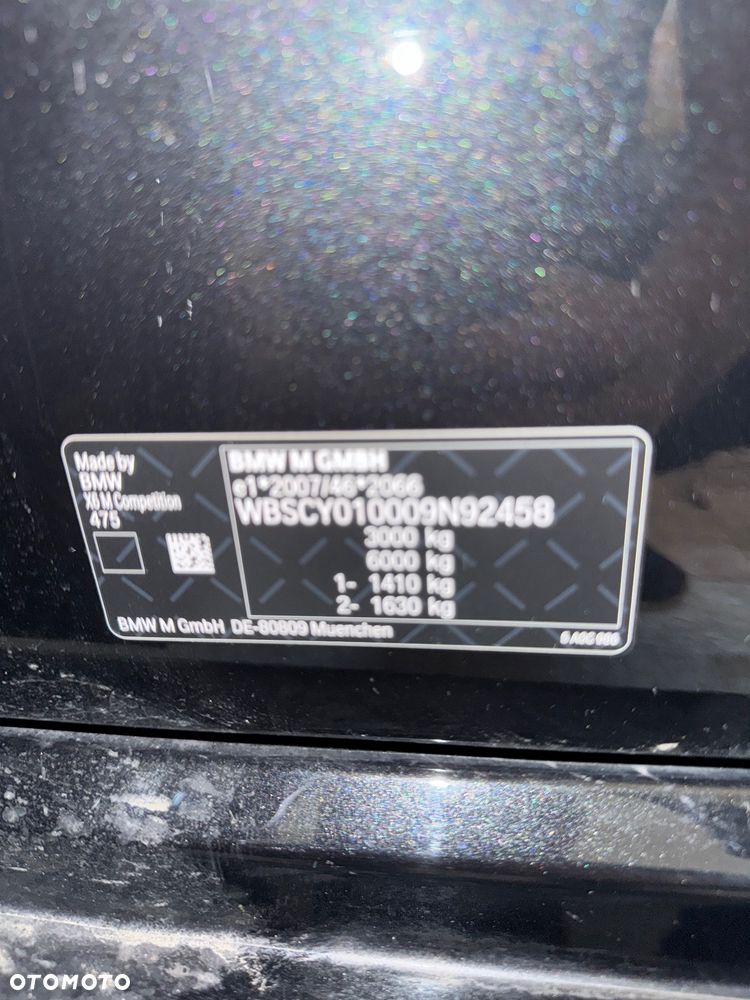 Made by
BMW
X6 M Competition
475
BMW M GMBH
e1*2007/46*2066
WBSCY010009N92458
3000 kg
6000 kg
1- 1410 kg
2- 1630 kg
BMW M GmbH DE-80809 Muenchen
OTOMOTO